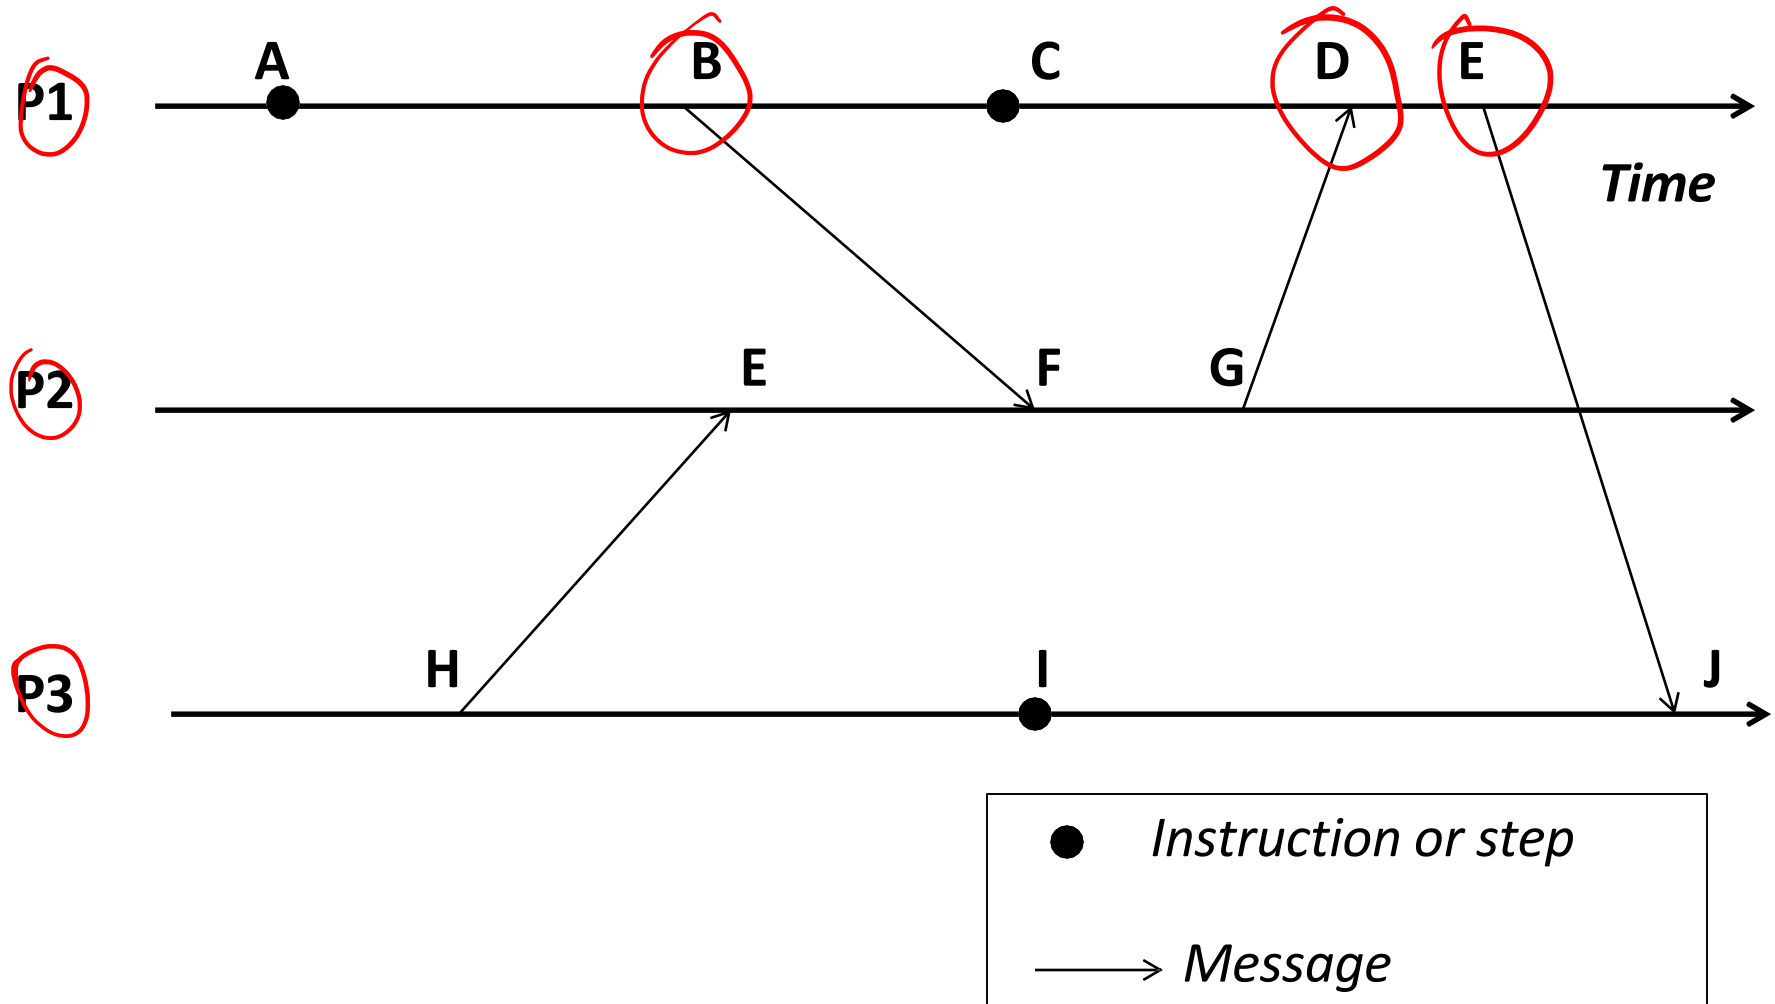 A B C D E
P1
Time
E F G
P2
H I J
P3
Instruction or step
Message